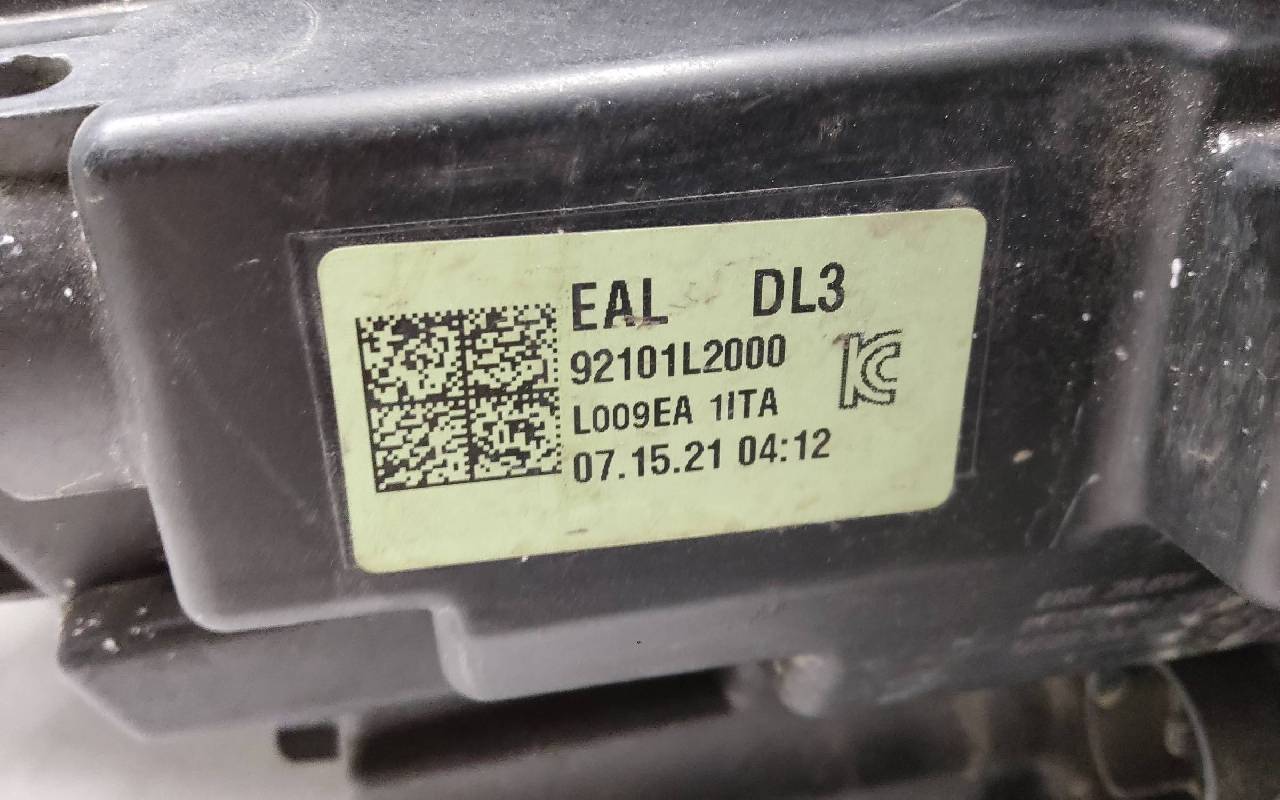 EAL DL3
92101L2000
L009EA 1ITA
07.15.21 04:12